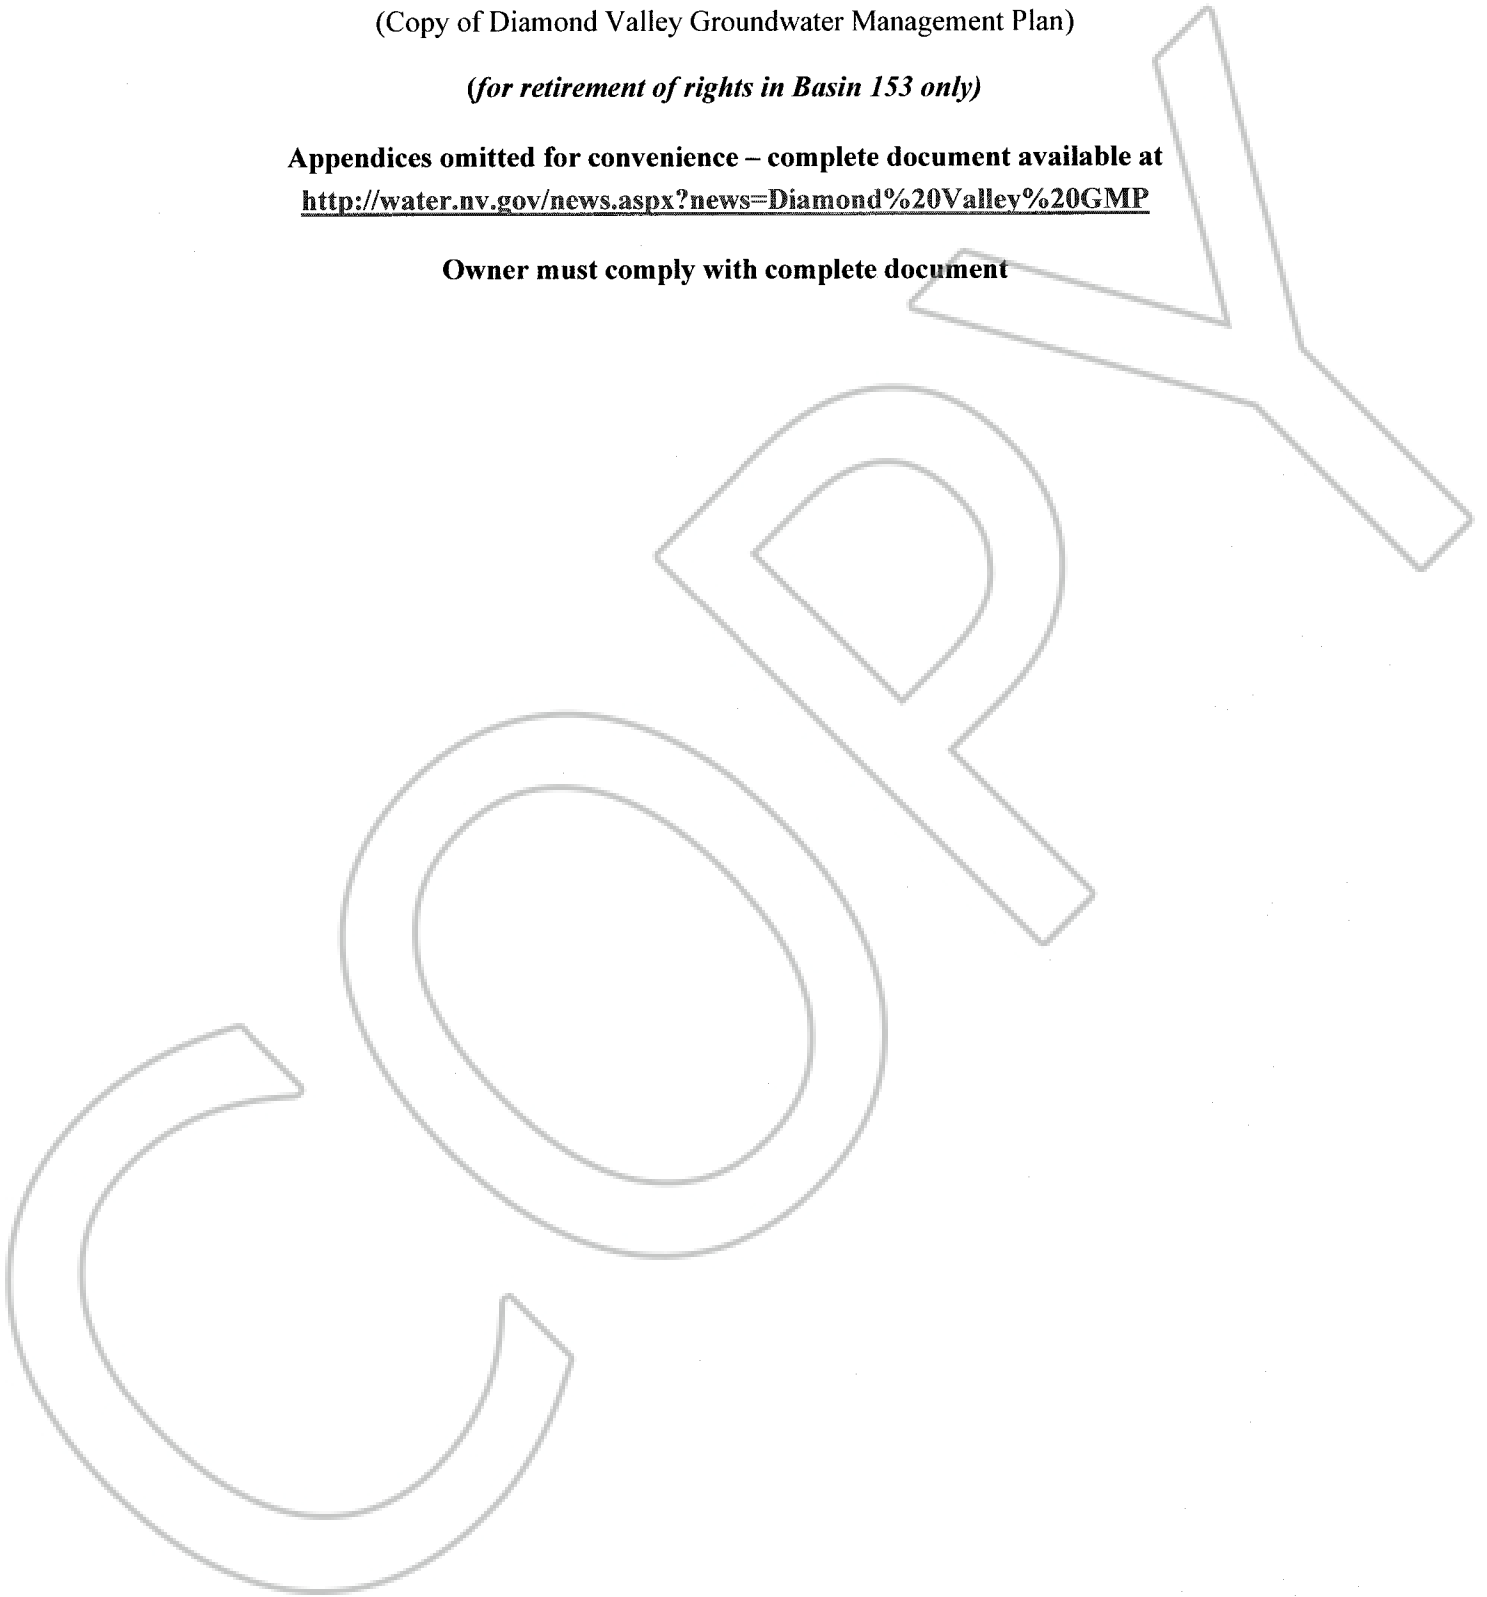 (Copy of Diamond Valley Groundwater Management Plan)
(for retirement of rights in Basin 153 only)
Appendices omitted for convenience – complete document available at
http://water.nv.gov/news.aspx?news=Diamond%20Valley%20GMP
Owner must comply with complete document
COPY